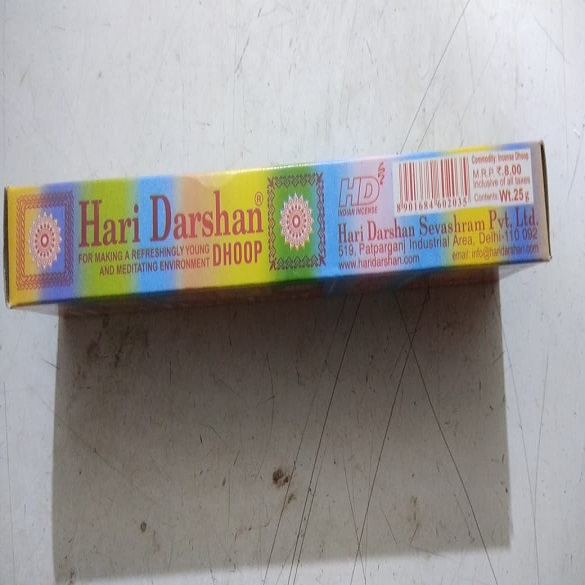 Hari Darshan®
FOR MAKING A REFRESHINGLY YOUNG
AND MEDITATING ENVIRONMENT
DHOOP
HD
INDIAN INCENSE
8901684602035
Commodity: Incense Dhoop
M.R.P. ₹.8.00
Inclusive of all taxes
Contents Wt.25g
Hari Darshan Sevashram Pvt. Ltd.
519, Patparganj Industrial Area, Delhi-110 092
www.haridarshan.com
email: info@haridarshan.com